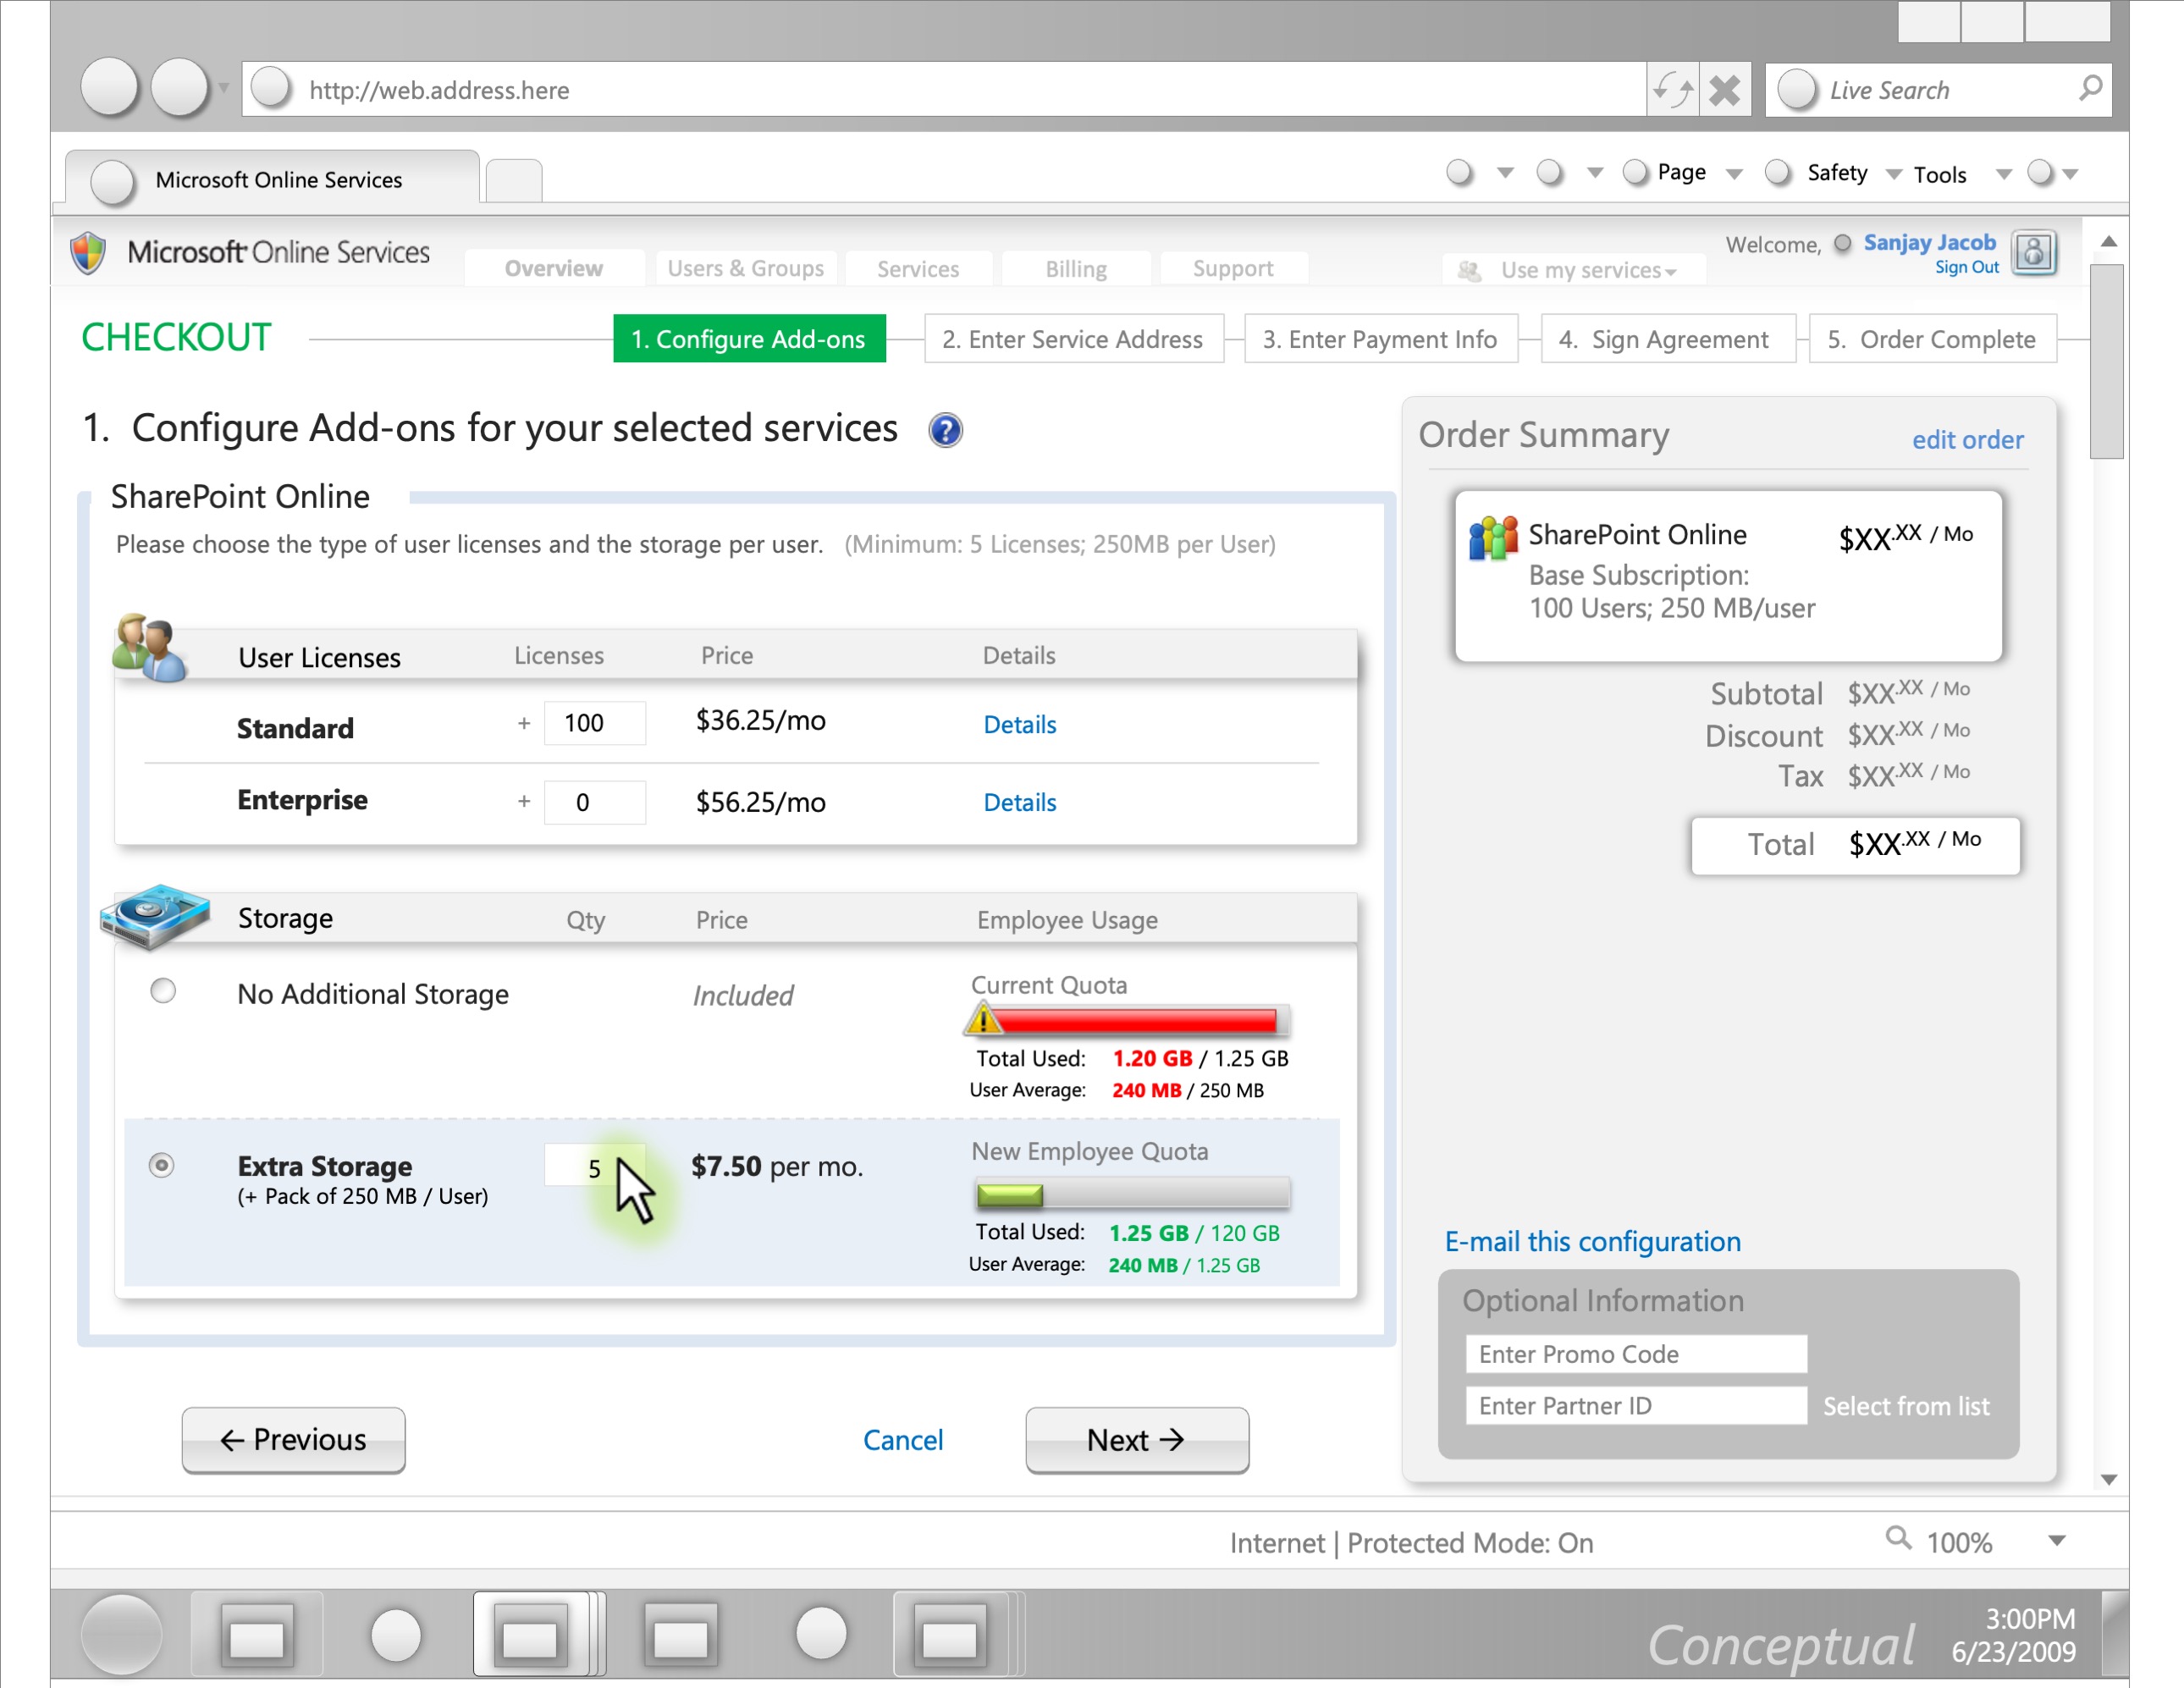 http://web.address.here
Live Search
Microsoft Online Services
Page
Safety
Tools
Microsoft Online Services
Overview
Users & Groups
Services
Billing
Support
Use my services
Welcome,
Sanjay Jacob
Sign Out
CHECKOUT
1. Configure Add-ons
2. Enter Service Address
3. Enter Payment Info
4. Sign Agreement
5. Order Complete
1. Configure Add-ons for your selected services ?
SharePoint Online
Please choose the type of user licenses and the storage per user. (Minimum: 5 Licenses; 250MB per User)
User Licenses Licenses Price Details
Standard + 100 $36.25/mo Details
Enterprise + 0 $56.25/mo Details
Storage Qty Price Employee Usage
No Additional Storage Included
Current Quota
Total Used: 1.20 GB / 1.25 GB
User Average: 240 MB / 250 MB
Extra Storage 5 $7.50 per mo.
(+ Pack of 250 MB / User)
New Employee Quota
Total Used: 1.25 GB / 120 GB
User Average: 240 MB / 1.25 GB
← Previous
Cancel
Next →
Order Summary
edit order
SharePoint Online $XX.XX / Mo
Base Subscription:
100 Users; 250 MB/user
Subtotal $XX.XX / Mo
Discount $XX.XX / Mo
Tax $XX.XX / Mo
Total $XX.XX / Mo
E-mail this configuration
Optional Information
Enter Promo Code
Enter Partner ID
Select from list
Internet | Protected Mode: On
100%
Conceptual
3:00PM
6/23/2009